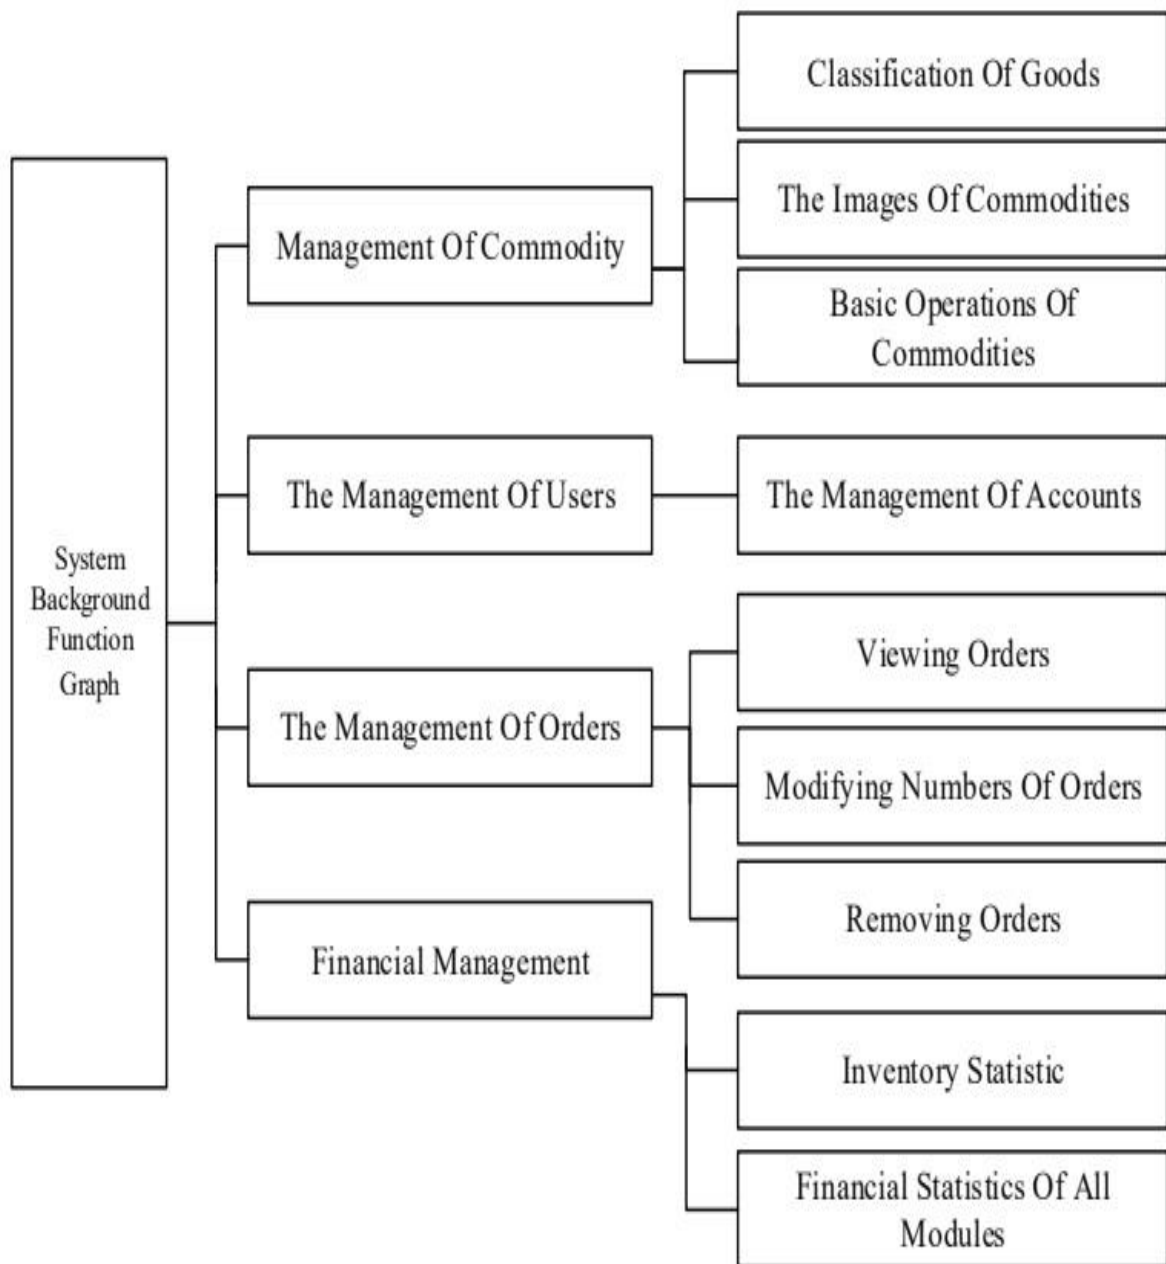 System
Background
Function
Graph
Management Of Commodity
Classification Of Goods
The Images Of Commodities
Basic Operations Of
Commodities
The Management Of Users
The Management Of Accounts
The Management Of Orders
Viewing Orders
Modifying Numbers Of Orders
Removing Orders
Financial Management
Inventory Statistic
Financial Statistics Of All
Modules